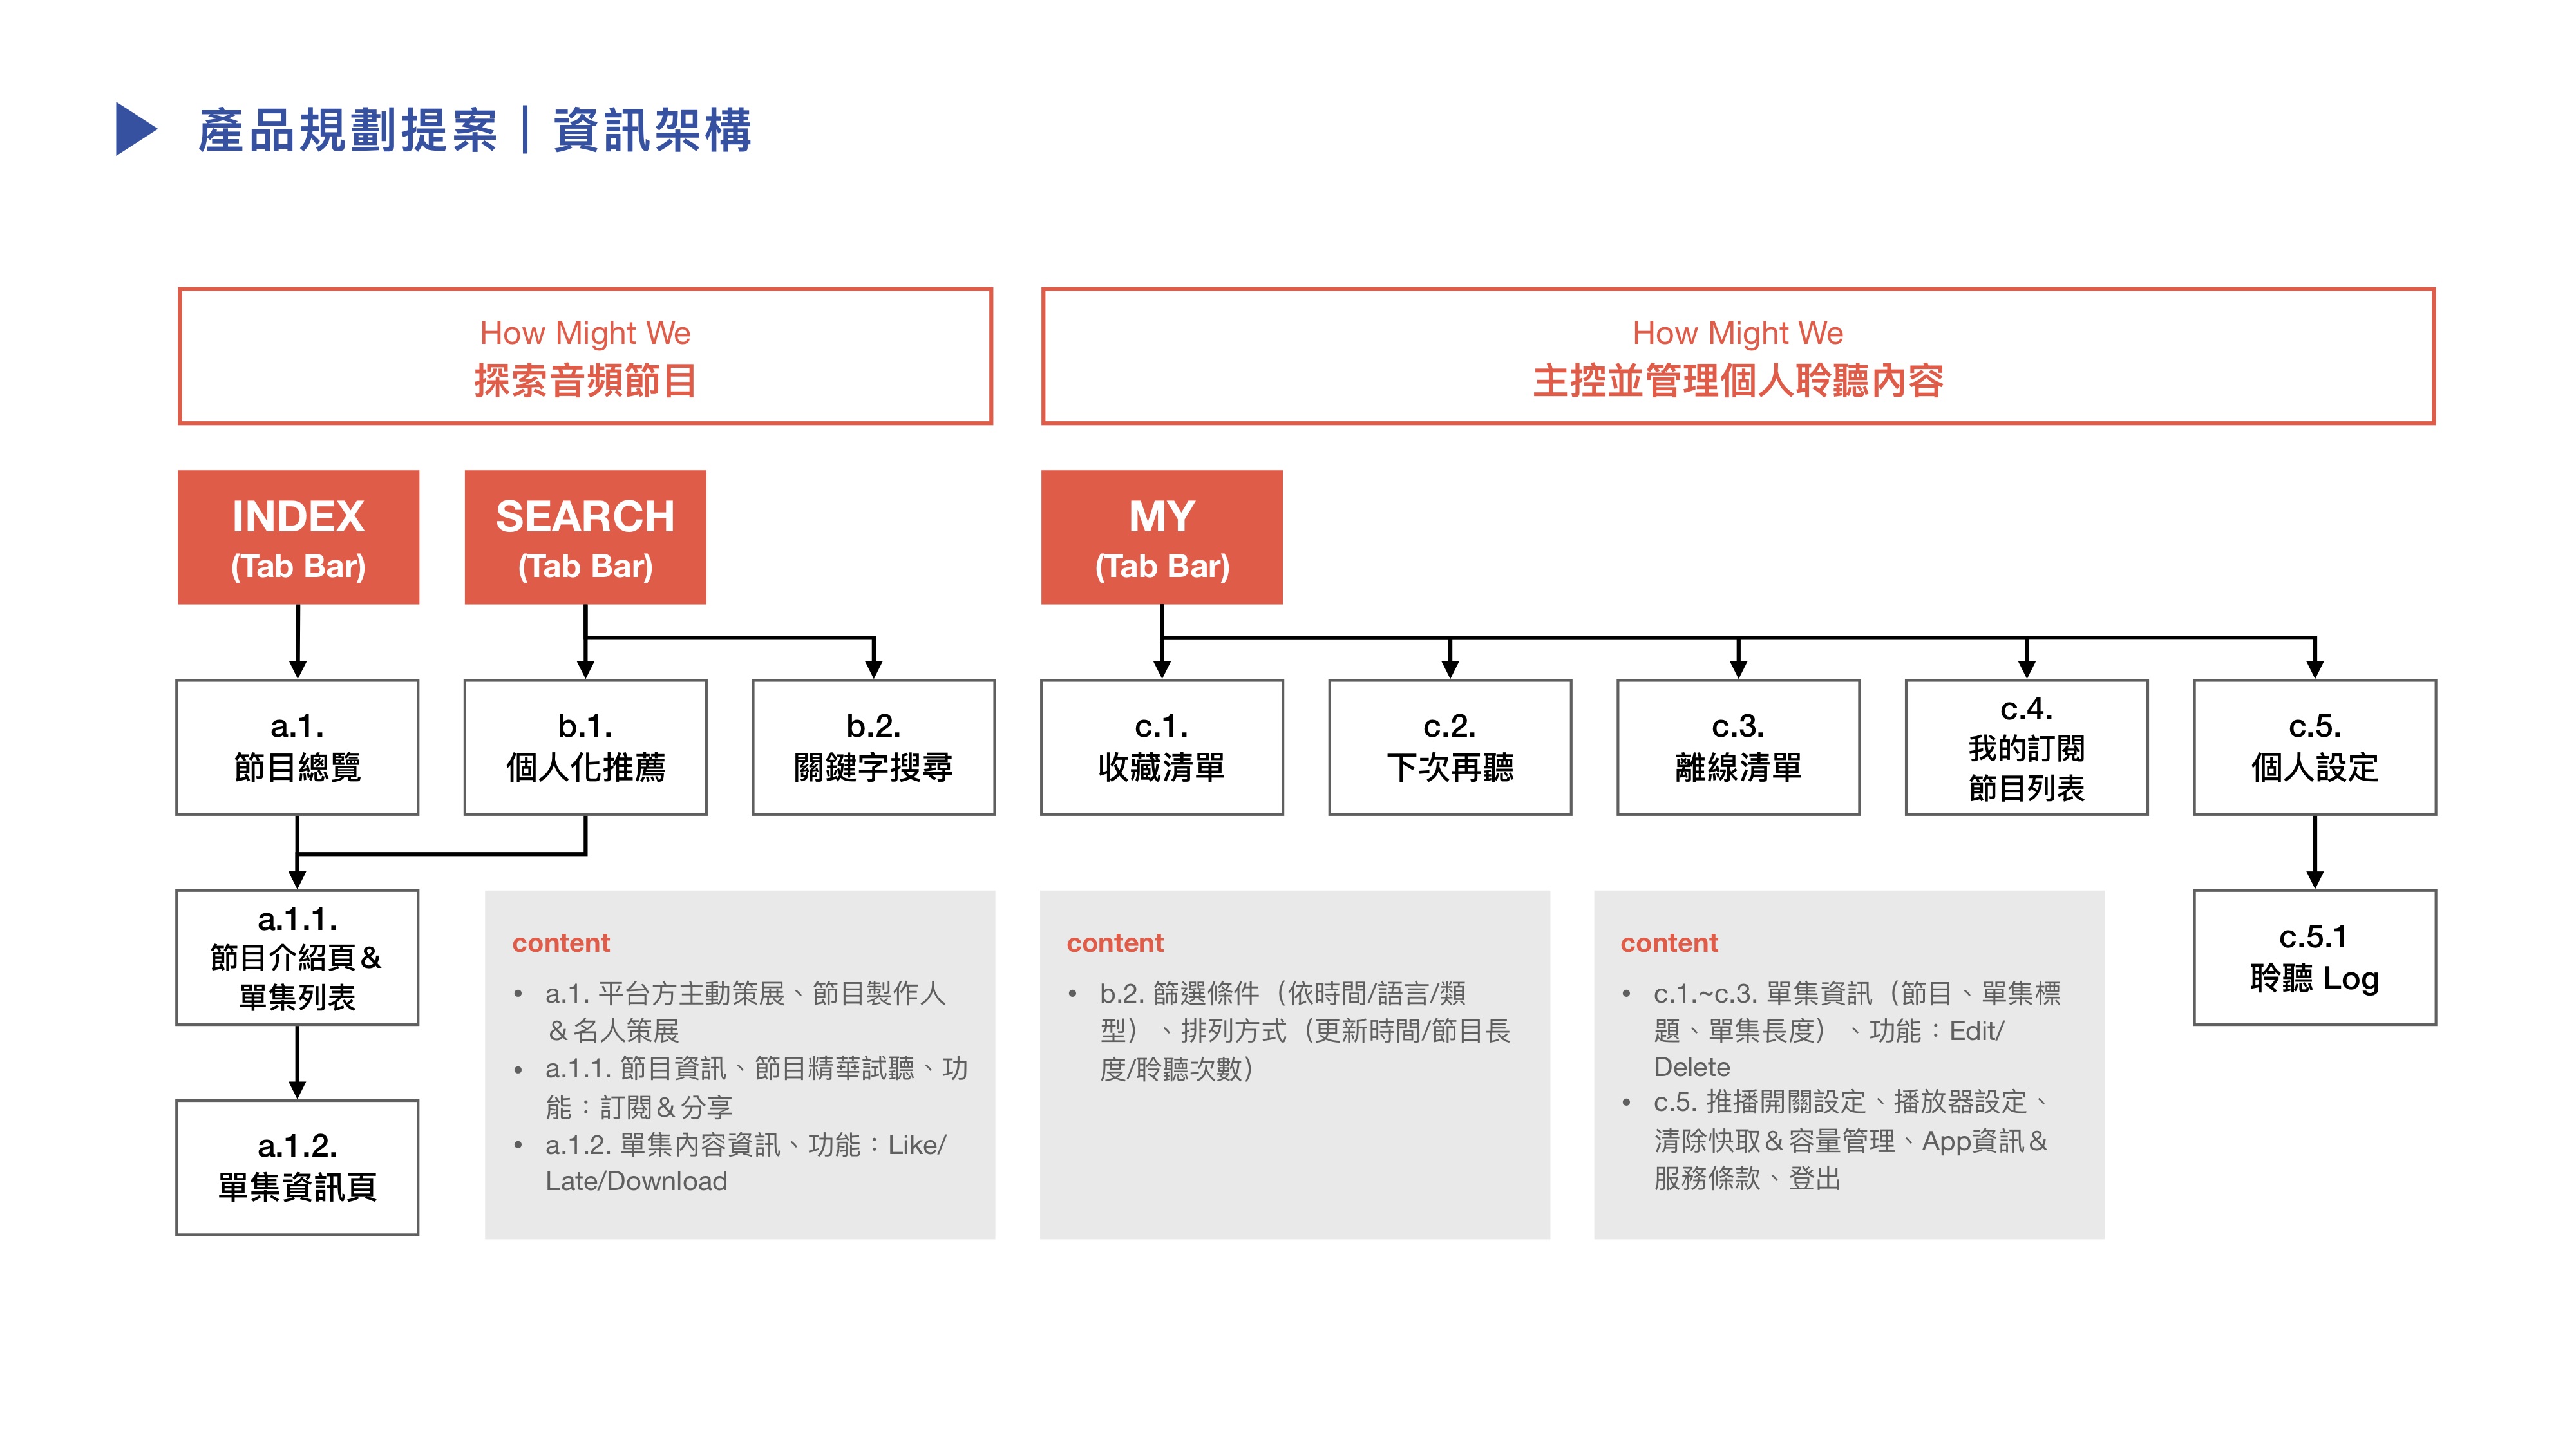 產品規劃提案｜資訊架構
How Might We
探索音頻節目
How Might We
主控並管理個人聆聽內容
INDEX
(Tab Bar)
SEARCH
(Tab Bar)
MY
(Tab Bar)
a.1.
節目總覽
b.1.
個人化推薦
b.2.
關鍵字搜尋
c.1.
收藏清單
c.2.
下次再聽
c.3.
離線清單
c.4.
我的訂閱
節目列表
c.5.
個人設定
a.1.1.
節目介紹頁＆
單集列表
a.1.2.
單集資訊頁
content
• a.1. 平台方主動策展、節目製作人
＆名人策展
• a.1.1. 節目資訊、節目精華試聽、功
能：訂閱＆分享
• a.1.2. 單集內容資訊、功能：Like/
Late/Download
content
• b.2. 篩選條件（依時間/語言/類
型）、排列方式（更新時間/節目長
度/聆聽次數）
content
• c.1.~c.3. 單集資訊（節目、單集標
題、單集長度）、功能：Edit/
Delete
• c.5. 推播開關設定、播放器設定、
清除快取＆容量管理、App資訊＆
服務條款、登出
c.5.1
聆聽 Log